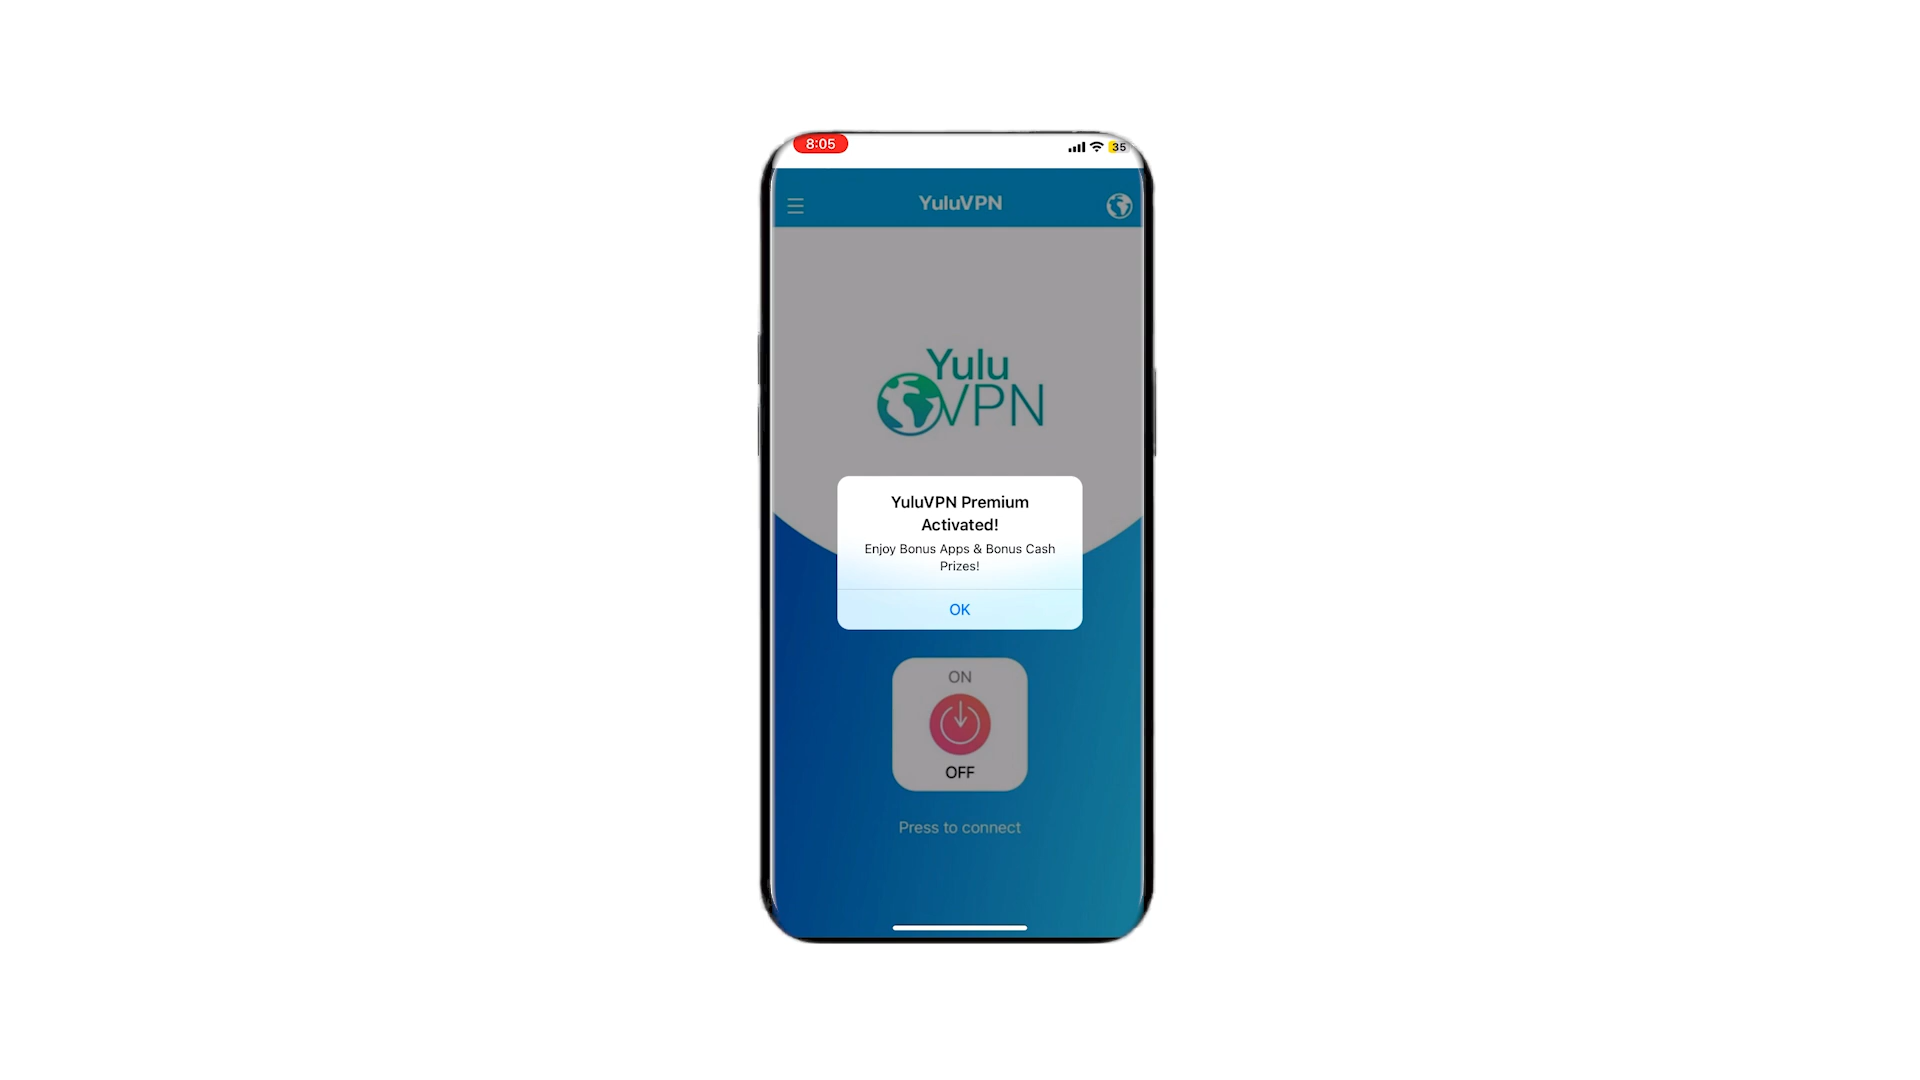 8:05
35
YuluVPN
Yulu
VPN
YuluVPN Premium
Activated!
Enjoy Bonus Apps & Bonus Cash
Prizes!
OK
ON
OFF
Press to connect